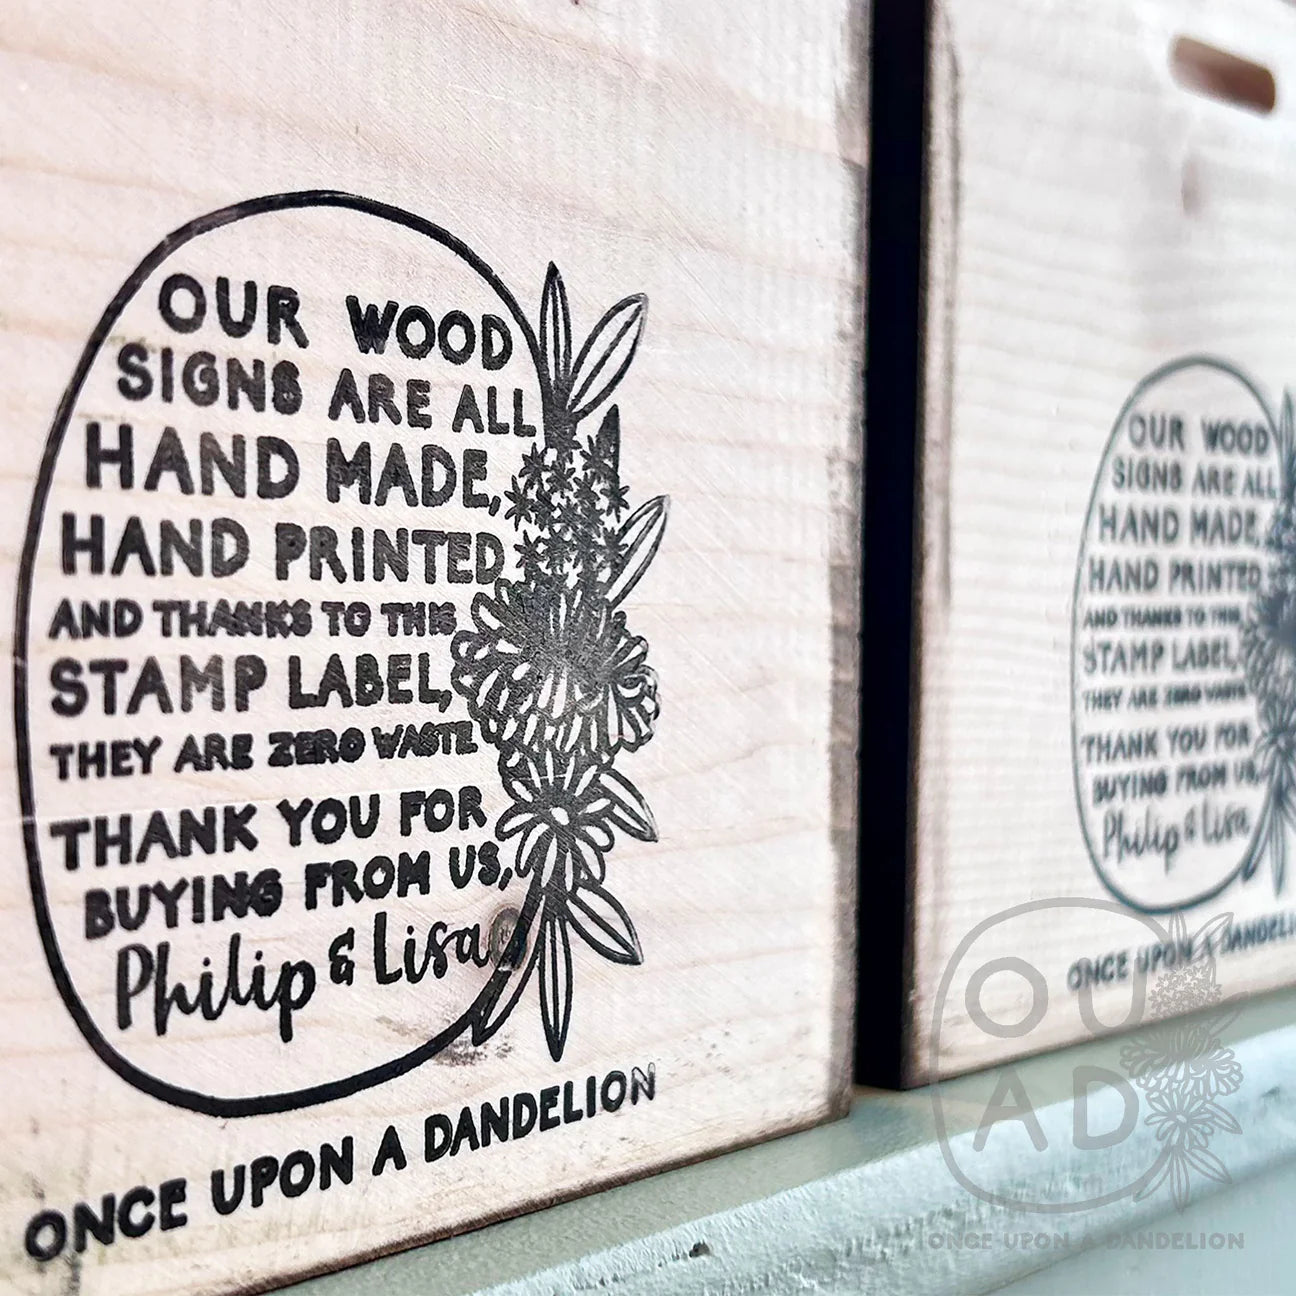 OUR WOOD
SIGNS ARE ALL
HAND MADE,
HAND PRINTED
AND THANKS TO THIS
STAMP LABEL,
THEY ARE ZERO WASTE
THANK YOU FOR
BUYING FROM US,
Philip & Lisa
ONCE UPON A DANDELION
OUR WOOD
SIGNS ARE ALL
HAND MADE,
HAND PRINTED
AND THANKS TO THIS
STAMP LABEL,
THEY ARE ZERO WASTE
THANK YOU FOR
BUYING FROM US,
Philip & Lisa
ONCE UPON A DANDELI
OU
AD
ONCE UPON A DANDELION